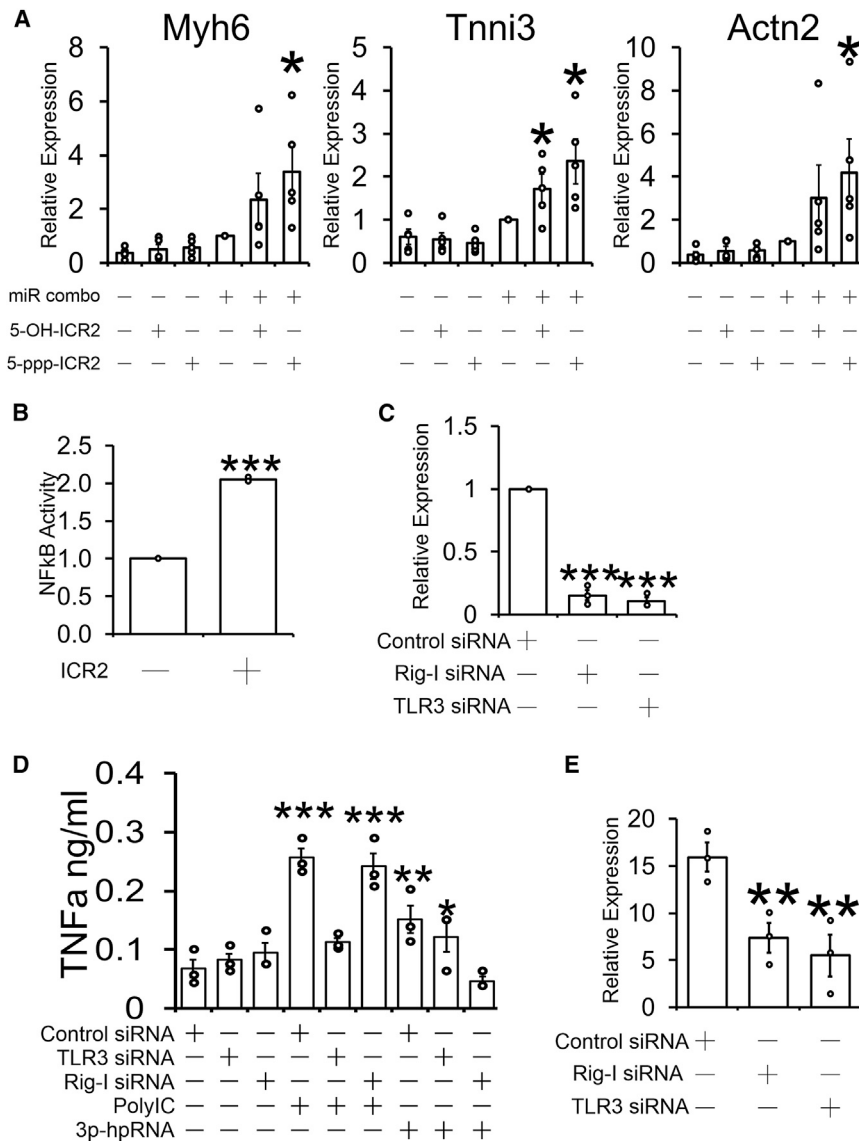 A
Myh6
Tnni3
Actn2
Relative Expression
8
6
4
2
0
*
Relative Expression
5
4
3
2
1
0
*
*
Relative Expression
10
8
6
4
2
0
*
miR combo — — — + + + — — — + + + — — — + + +
5-OH-ICR2 — + — — + — — + — — + — — + — — + —
5-ppp-ICR2 — — + — — + — — + — — + — — + — — +
B
NFkB Activity
2.5
2.0
1.5
1.0
0.5
0.0
***
ICR2 — +
C
Relative Expression
1.5
1
0.5
0
***
***
Control siRNA + — —
Rig-I siRNA — + —
TLR3 siRNA — — +
D
TNFa ng/ml
0.4
0.3
0.2
0.1
0
***
***
**
*
Control siRNA + — — + — — + — —
TLR3 siRNA — + — — + — — + —
Rig-I siRNA — — + — — + — — +
PolyIC — — — + + + — — —
3p-hpRNA — — — — — — + + +
E
Relative Expression
20
15
10
5
0
**
**
Control siRNA + — —
Rig-I siRNA — + —
TLR3 siRNA — — +